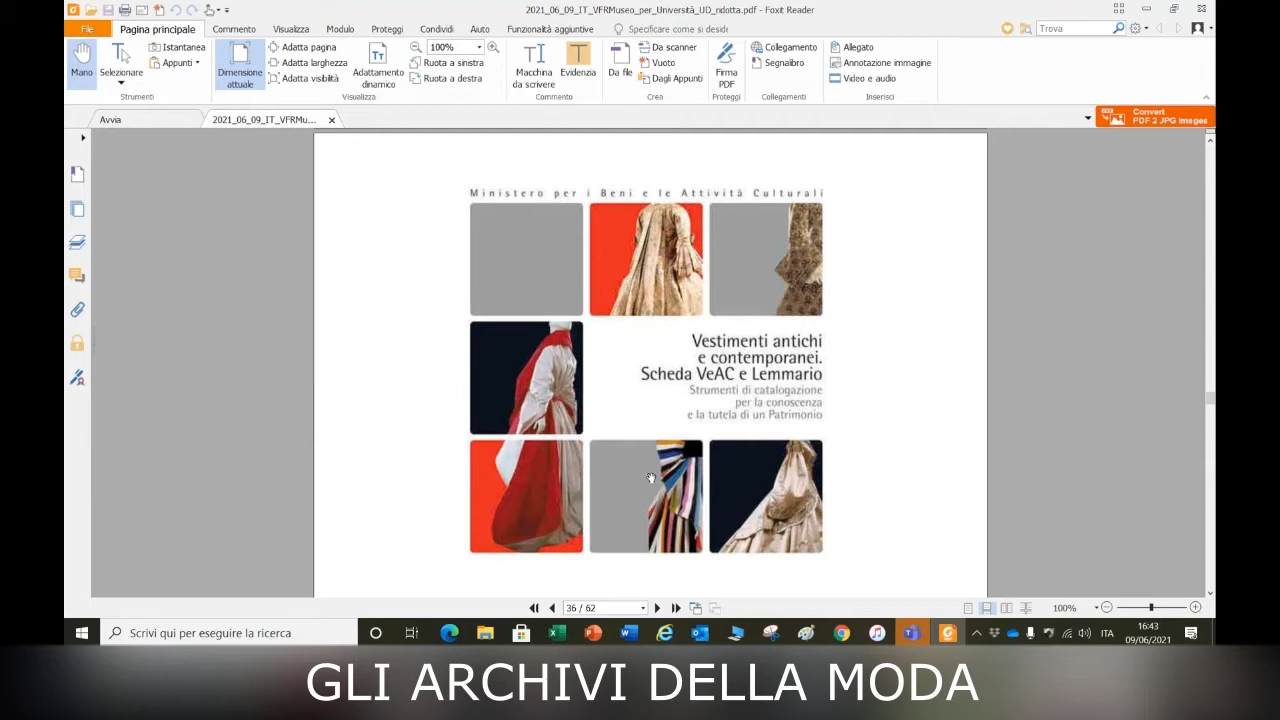 2021_06_09_IT_VFRMuseo_per_Università_UD_ndotta.pdf - Foxit Reader
File
Pagina principale
Commento
Visualizza
Modulo
Proteggi
Condividi
Aiuto
Funzionalità aggiuntive
Specificare come si desid
Trova
Mano
Selezionare
Istantanea
Appunti
Strumenti
Dimensione
attuale
Adatta pagina
Adatta larghezza
Adatta visibilità
Adattamento
dinamico
100%
Ruota a sinistra
Ruota a destra
Visualizza
Macchina
da scrivere
Evidenzia
Commento
Da file
Da scanner
Vuoto
Dagli Appunti
Crea
Firma
PDF
Proteggi
Collegamento
Segnalibro
Collegamenti
Allegato
Annotazione immagine
Video e audio
Inserisci
Avvia
2021_06_09_IT_VFRMu...
Convert
PDF 2 JPG Images
Ministero per i Beni e le Attività Culturali
Vestimenti antichi
e contemporanei.
Scheda VeAC e Lemmario
Strumenti di catalogazione
per la conoscenza
e la tutela di un Patrimonio
36 / 62
100%
Scrivi qui per eseguire la ricerca
ITA
16:43
09/06/2021
GLI ARCHIVI DELLA MODA